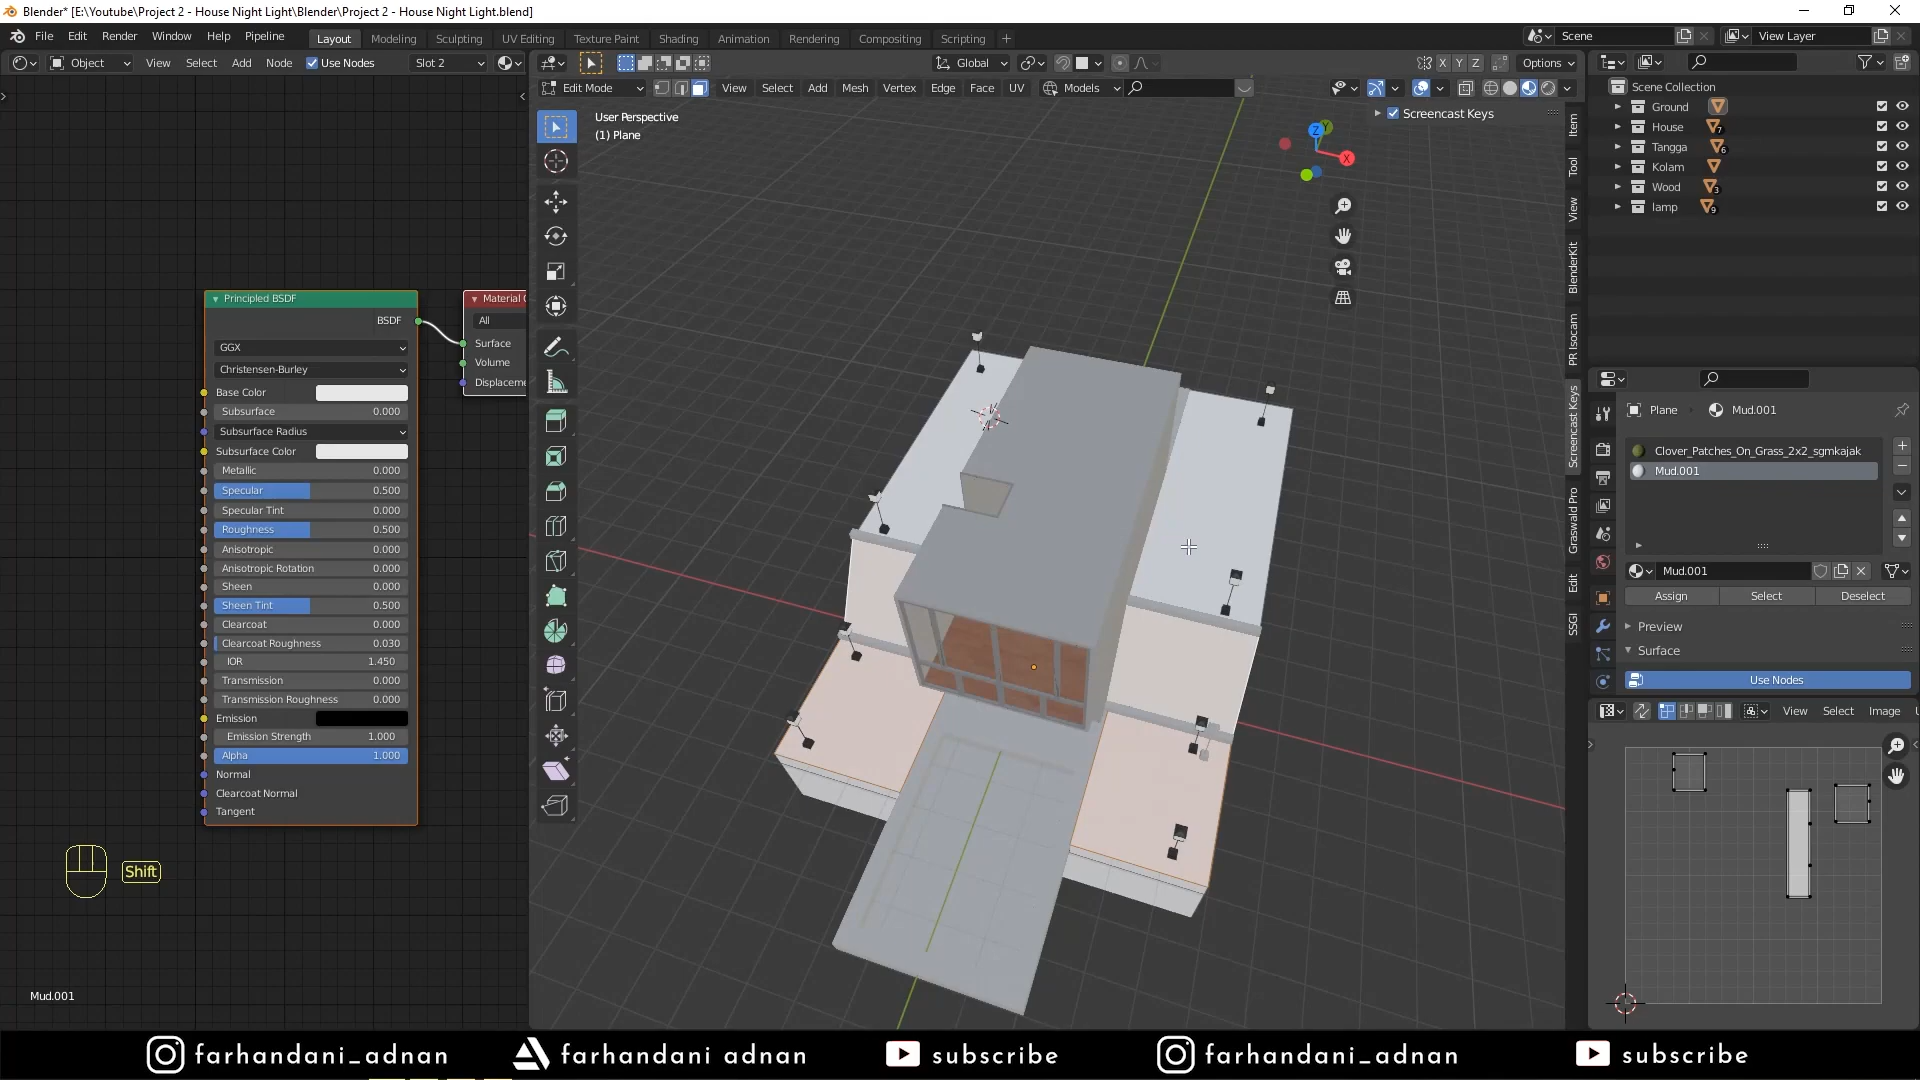 Blender* [E:\Youtube\Project 2 - House Night Light\Blender\Project 2 - House Night Light.blend]
File Edit Render Window Help Pipeline Layout Modeling Sculpting UV Editing Texture Paint Shading Animation Rendering Compositing Scripting + Scene View Layer
Object View Select Add Node Use Nodes Slot 2 Global X Y Z Options
Edit Mode View Select Add Mesh Vertex Edge Face UV Models
User Perspective
(1) Plane
Screencast Keys
Z
Y
X
Item
Tool
View
BlenderKit
PR Isocam
Screencast Keys
Graswald Pro
Edit
SSGI
Scene Collection
Ground
House 7
Tangga 6
Kolam
Wood 3
lamp 9
Plane Mud.001
Clover_Patches_On_Grass_2x2_sgmkajak
Mud.001
Mud.001
Assign Select Deselect
Preview
Surface
Use Nodes
View Select Image
Principled BSDF
BSDF
GGX
Christensen-Burley
Base Color
Subsurface 0.000
Subsurface Radius
Subsurface Color
Metallic 0.000
Specular 0.500
Specular Tint 0.000
Roughness 0.500
Anisotropic 0.000
Anisotropic Rotation 0.000
Sheen 0.000
Sheen Tint 0.500
Clearcoat 0.000
Clearcoat Roughness 0.030
IOR 1.450
Transmission 0.000
Transmission Roughness 0.000
Emission
Emission Strength 1.000
Alpha 1.000
Normal
Clearcoat Normal
Tangent
Material
All
Surface
Volume
Displaceme
Shift
Mud.001
farhandani_adnan farhandani adnan subscribe farhandani_adnan subscribe